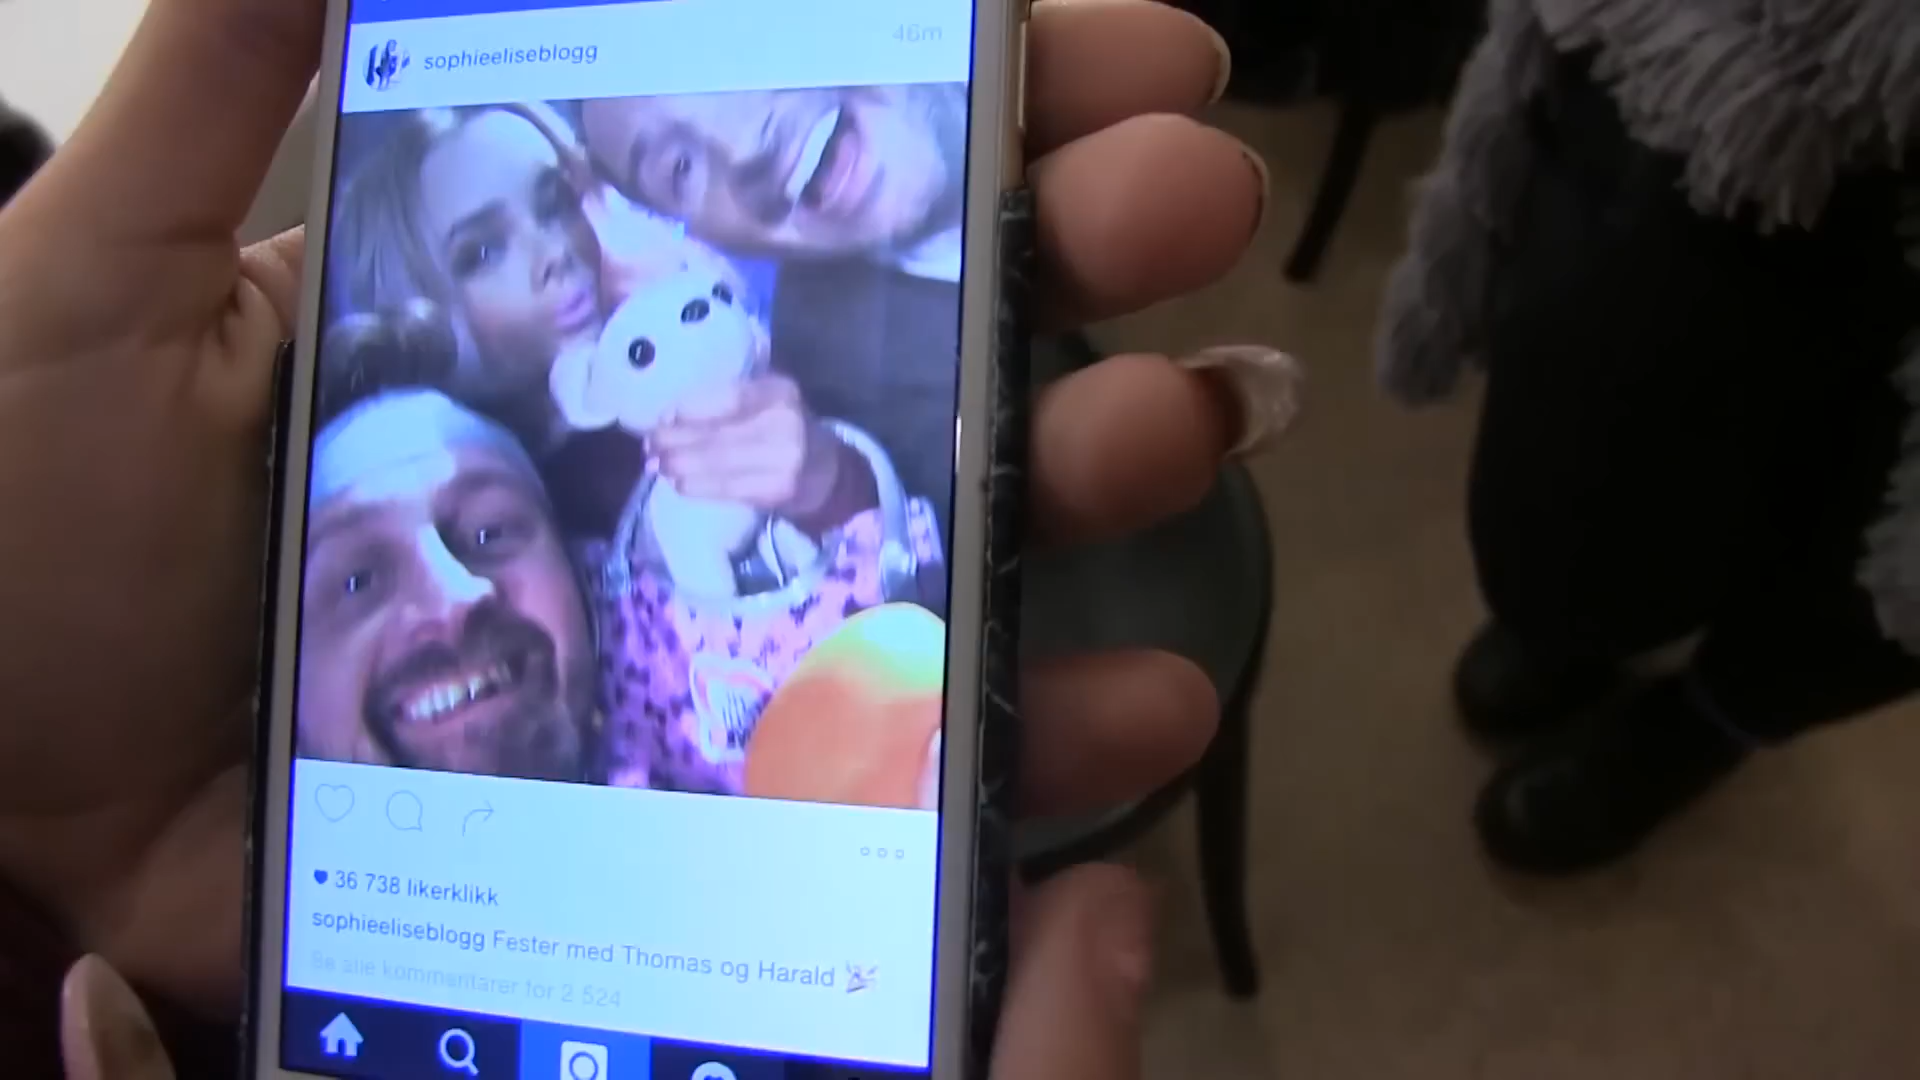 sophieeliseblogg
46m
36 738 likerklikk
sophieeliseblogg Fester med Thomas og Harald
Se alle kommentarer for 2 524